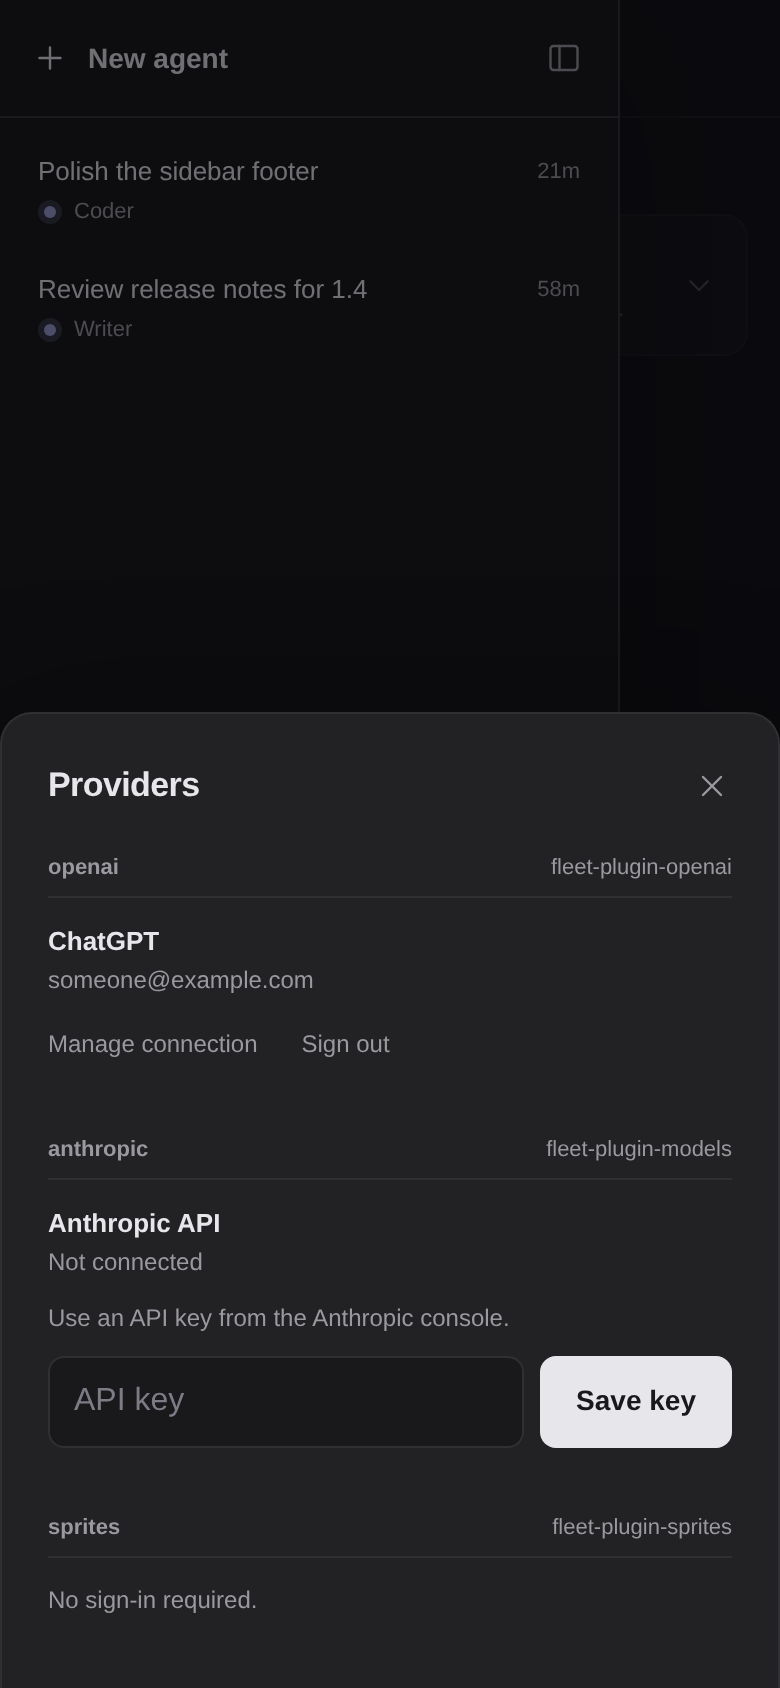 New agent
Polish the sidebar footer 21m
Coder
Review release notes for 1.4 58m
Writer
Providers
openai fleet-plugin-openai
ChatGPT
someone@example.com
Manage connection Sign out
anthropic fleet-plugin-models
Anthropic API
Not connected
Use an API key from the Anthropic console.
API key Save key
sprites fleet-plugin-sprites
No sign-in required.